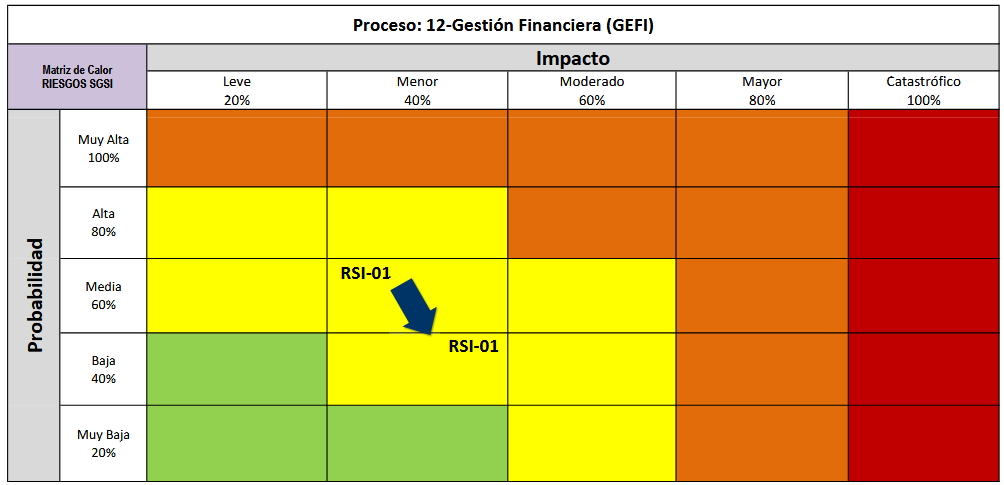 Proceso: 12-Gestión Financiera (GEFI)
Matriz de Calor
RIESGOS SGSI
Impacto
Leve
20%
Menor
40%
Moderado
60%
Mayor
80%
Catastrófico
100%
Probabilidad
Muy Alta
100%
Alta
80%
Media
60%
RSI-01
Baja
40%
RSI-01
Muy Baja
20%